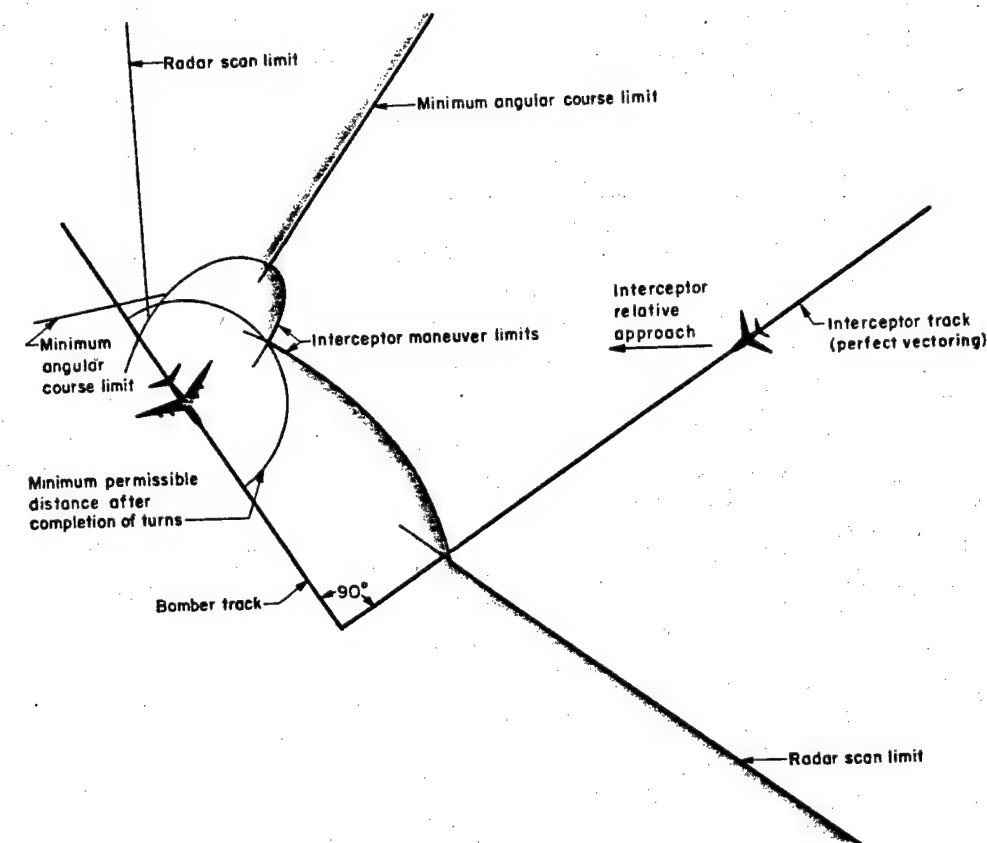 Radar scan limit
Minimum angular course limit
Interceptor
relative
approach
Interceptor track
(perfect vectoring)
Interceptor maneuver limits
Minimum
angular
course limit
Minimum permissible
distance after
completion of turns
Bomber track
90°
Radar scan limit